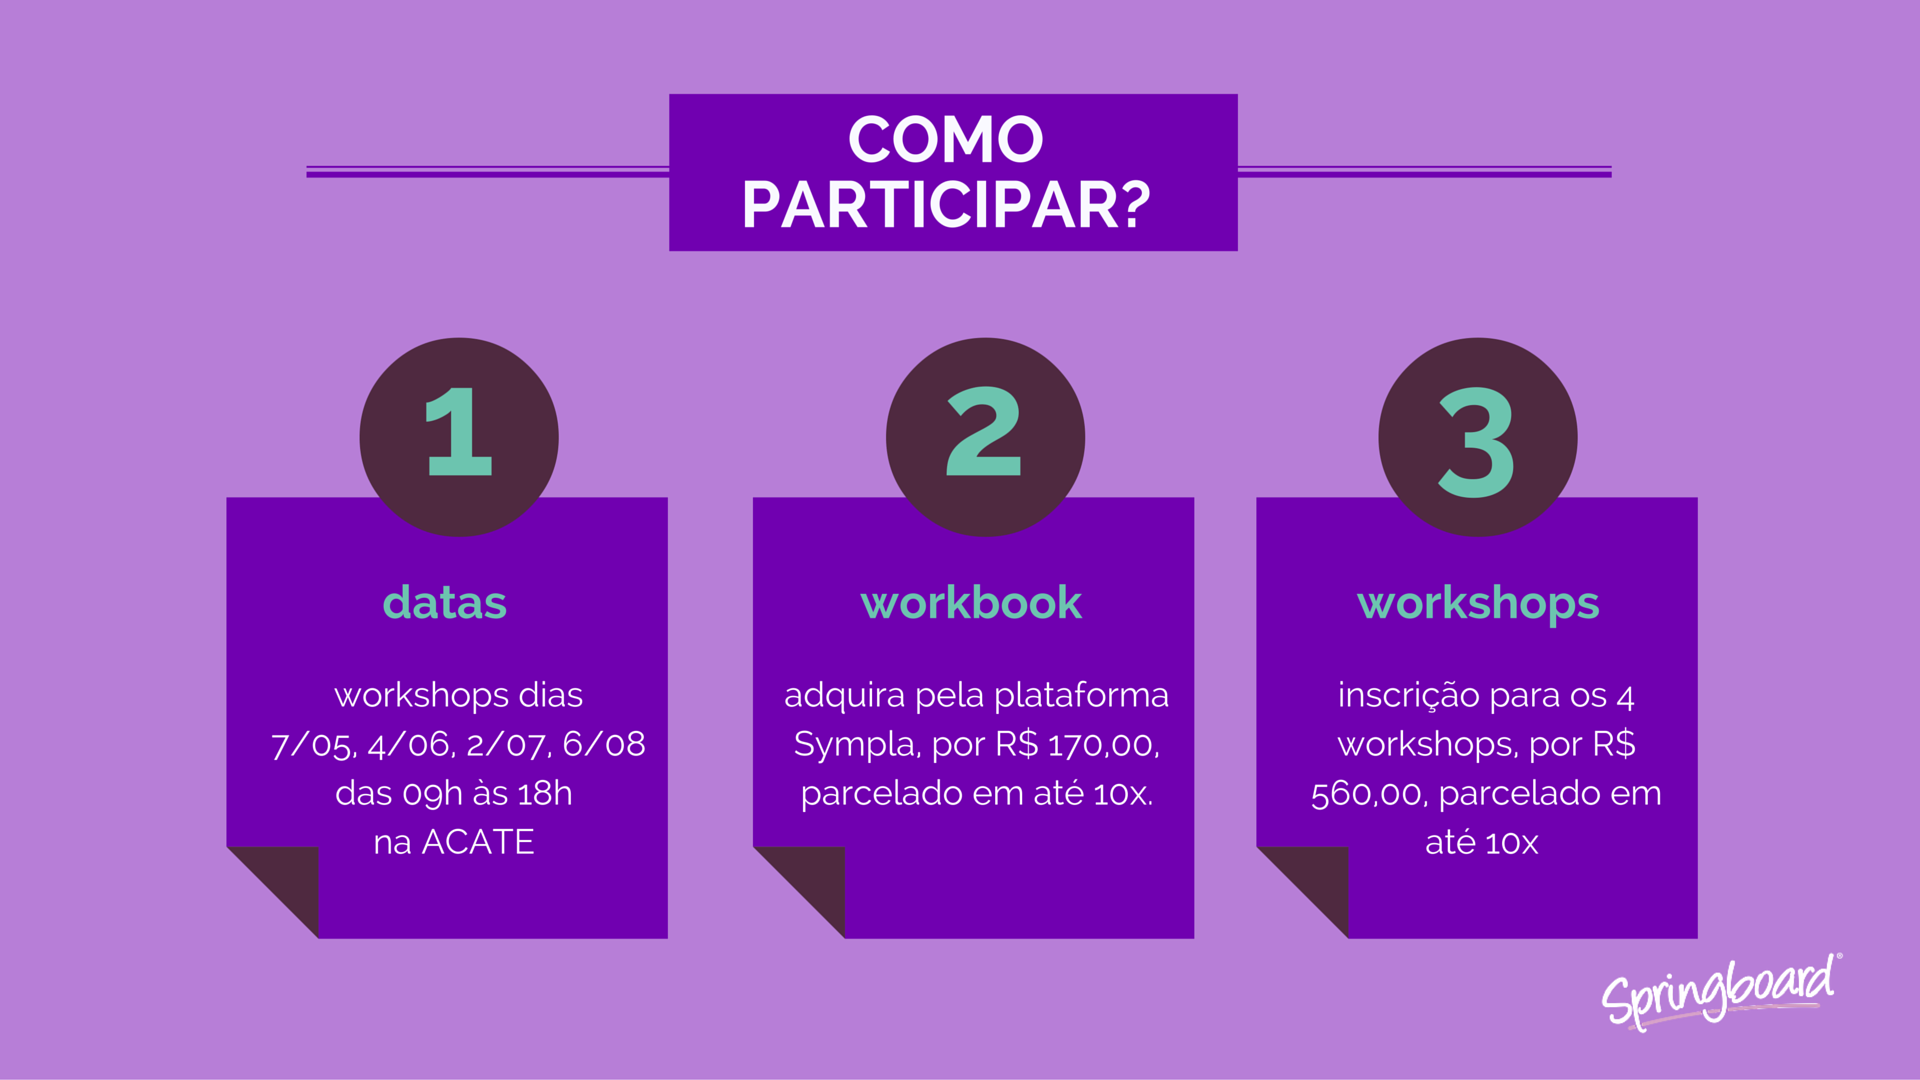 COMO
PARTICIPAR?
1
datas
workshops dias
7/05, 4/06, 2/07, 6/08
das 09h às 18h
na ACATE
2
workbook
adquira pela plataforma
Sympla, por R$ 170,00,
parcelado em até 10x.
3
workshops
inscrição para os 4
workshops, por R$
560,00, parcelado em
até 10x
Springboard®